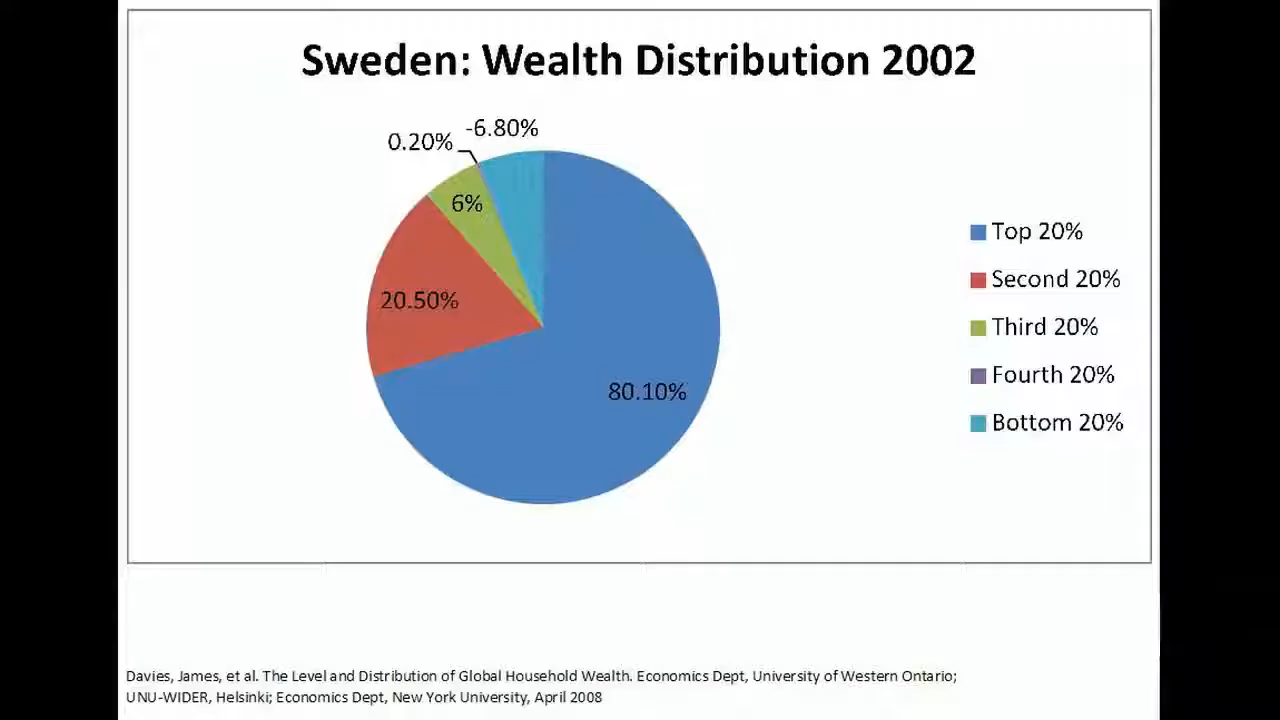 Sweden: Wealth Distribution 2002
0.20%
-6.80%
6%
20.50%
80.10%
Top 20%
Second 20%
Third 20%
Fourth 20%
Bottom 20%
Davies, James, et al. The Level and Distribution of Global Household Wealth. Economics Dept, University of Western Ontario;
UNU-WIDER, Helsinki; Economics Dept, New York University, April 2008